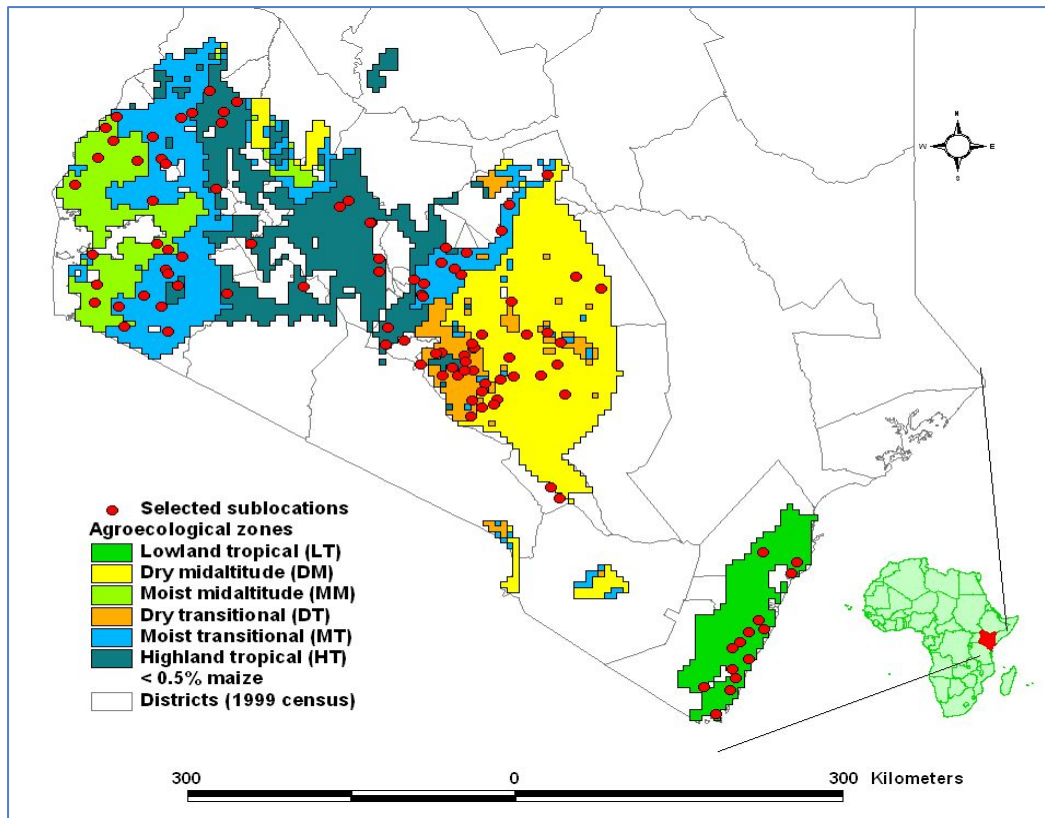 N
W E
S
Selected sublocations
Agroecological zones
Lowland tropical (LT)
Dry midaltitude (DM)
Moist midaltitude (MM)
Dry transitional (DT)
Moist transitional (MT)
Highland tropical (HT)
< 0.5% maize
Districts (1999 census)
300 0 300 Kilometers